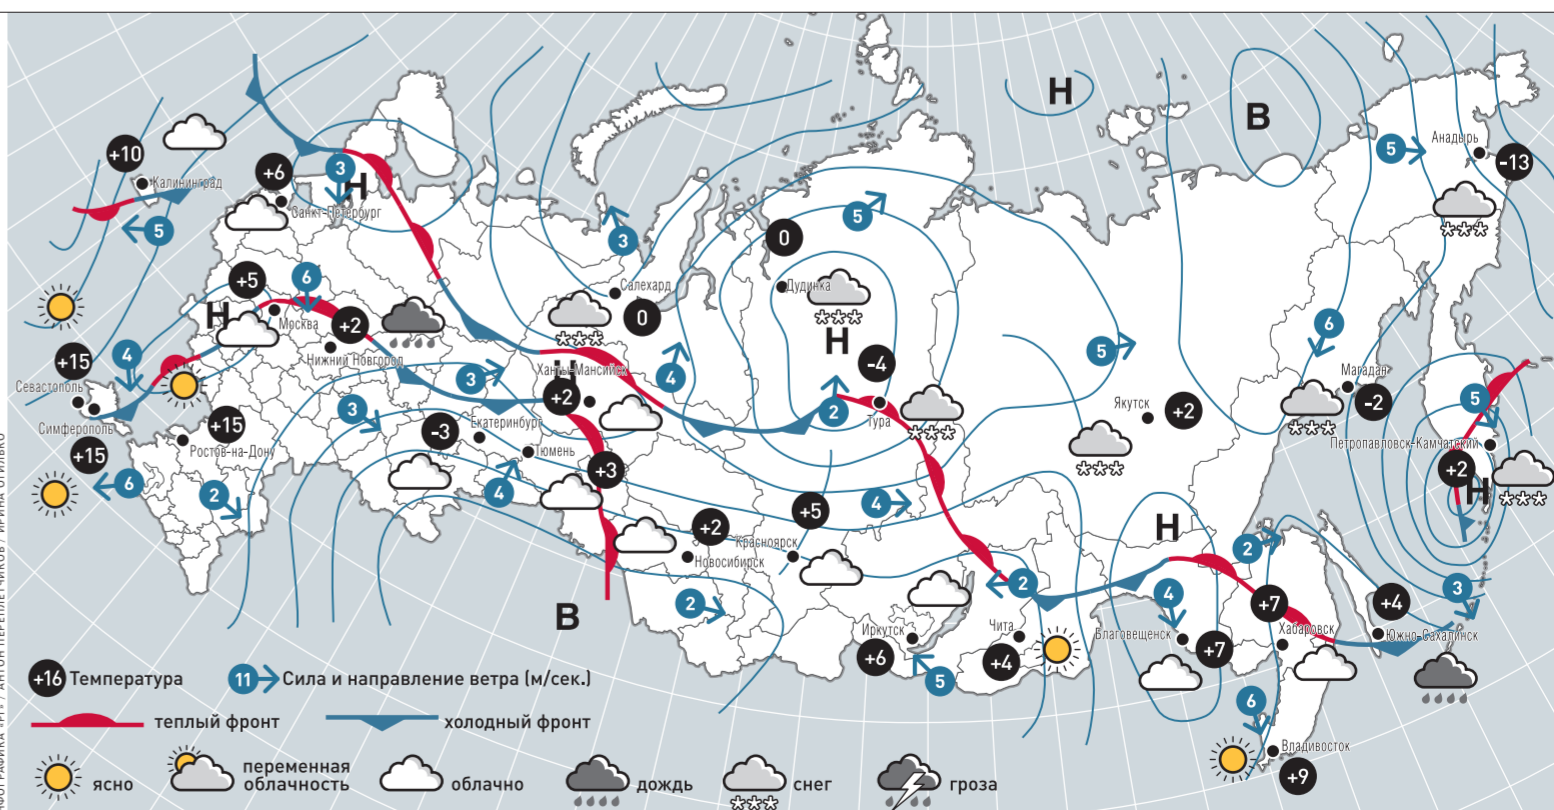 Н
В
Анадырь
5
-13
+10
Калининград
+6
3
Н
Санкт-Петербург
5
5
3
0
Дудинка
Салехард
0
+5
6
Н
Москва
+2
Нижний Новгород
Н
-4
Тура
2
5
6
Магадан
-2
+15
4
Севастополь
Симферополь
+15
6
+15
Ростов-на-Дону
2
3
3
4
Ханты-Мансийск
Н
+2
-3
Екатеринбург
Тюмень
4
+3
Якутск
+2
5
Петропавловск-Камчатский
+2
Н
+2
Новосибирск
+5
Красноярск
4
Н
2
В
2
Иркутск
+6
5
Чита
+4
2
4
Благовещенск
+7
+7
Хабаровск
+4
Южно-Сахалинск
3
6
Владивосток
+9
+16 Температура
11 Сила и направление ветра (м/сек.)
теплый фронт
холодный фронт
ясно
переменная
облачность
облачно
дождь
снег
гроза